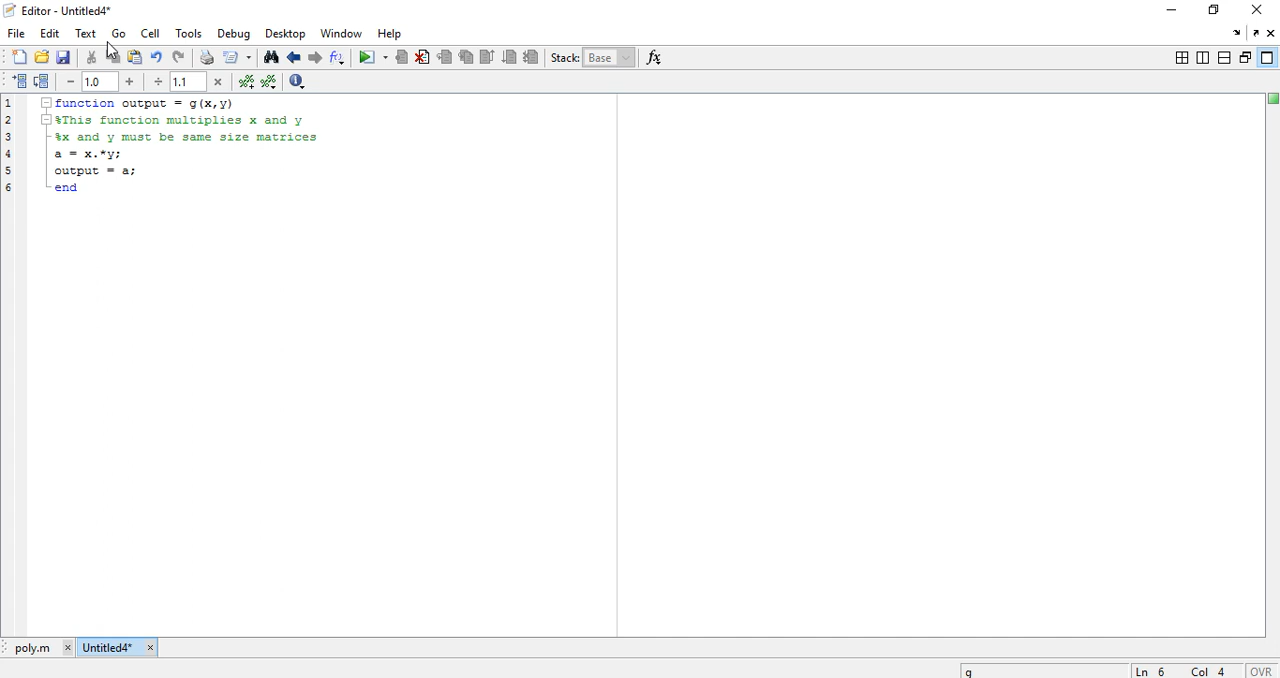 Editor - Untitled4*
File Edit Text Go Cell Tools Debug Desktop Window Help
Stack: Base fx
− 1.0 + ÷ 1.1 ×
1 function output = g(x,y)
2 %This function multiplies x and y
3 %x and y must be same size matrices
4 a = x.*y;
5 output = a;
6 end
poly.m Untitled4*
g Ln 6 Col 4 OVR